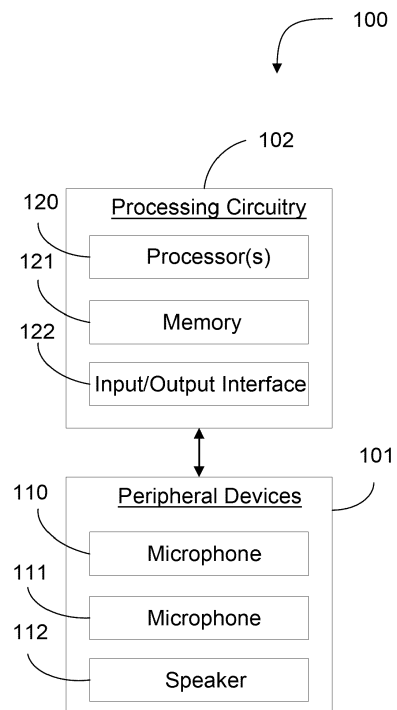 100
102
Processing Circuitry
120
Processor(s)
121
Memory
122
Input/Output Interface
101
Peripheral Devices
110
Microphone
111
Microphone
112
Speaker